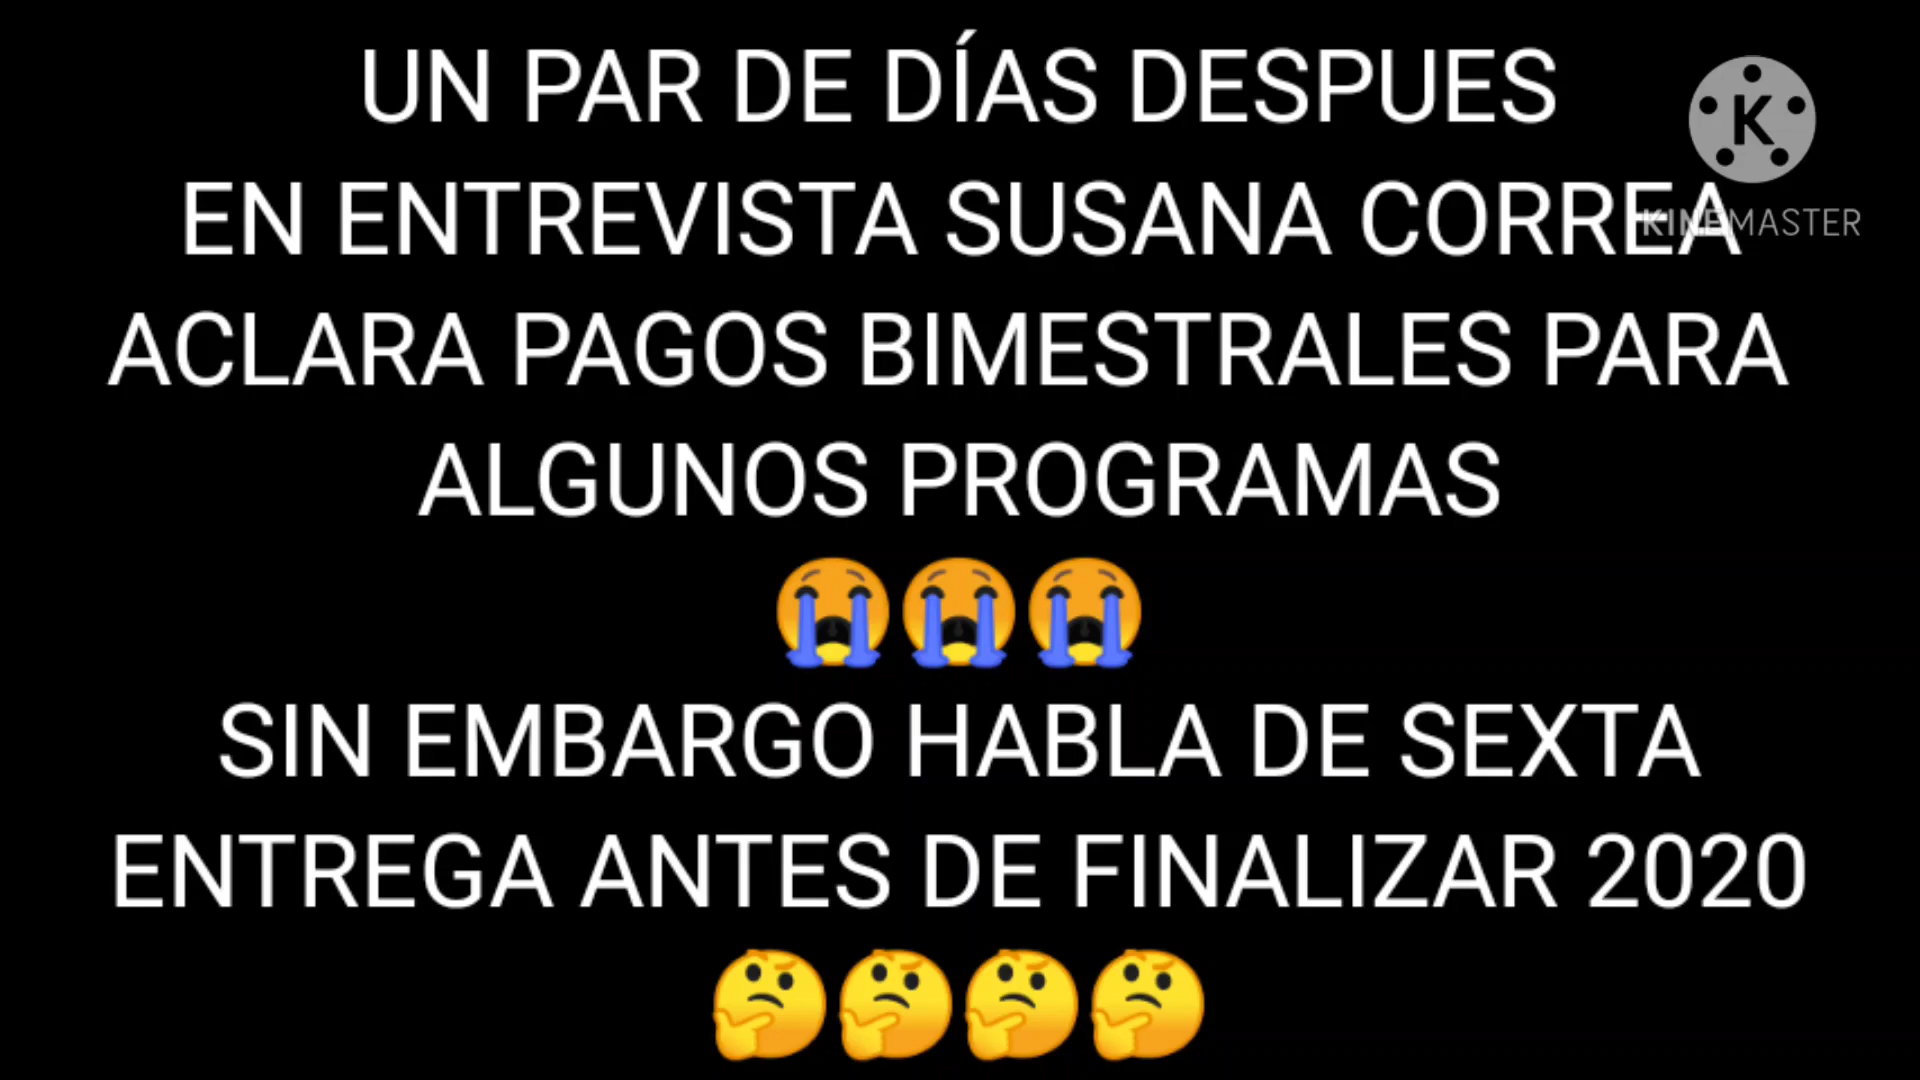 UN PAR DE DÍAS DESPUES
EN ENTREVISTA SUSANA CORREA
ACLARA PAGOS BIMESTRALES PARA
ALGUNOS PROGRAMAS
😭😭😭
SIN EMBARGO HABLA DE SEXTA
ENTREGA ANTES DE FINALIZAR 2020
🤔🤔🤔🤔
K
KINEMASTER